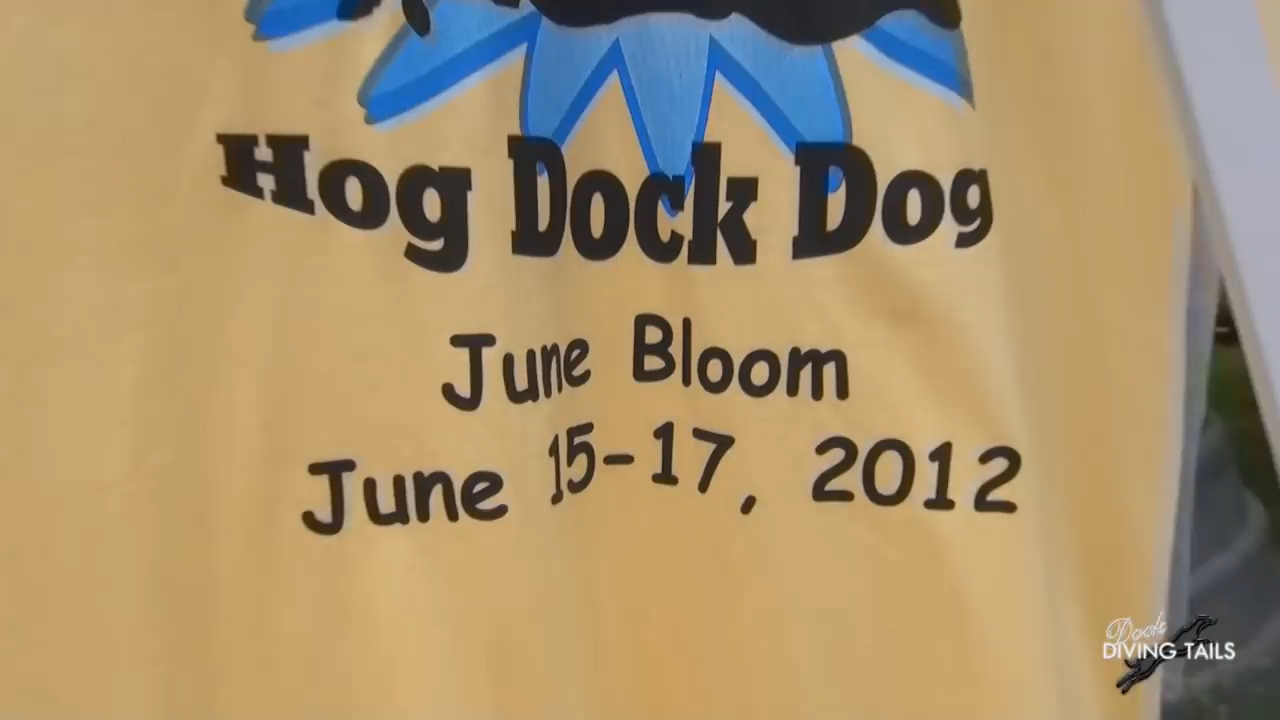 Hog Dock Dog
June Bloom
June 15-17, 2012
Dock
DIVING TAILS